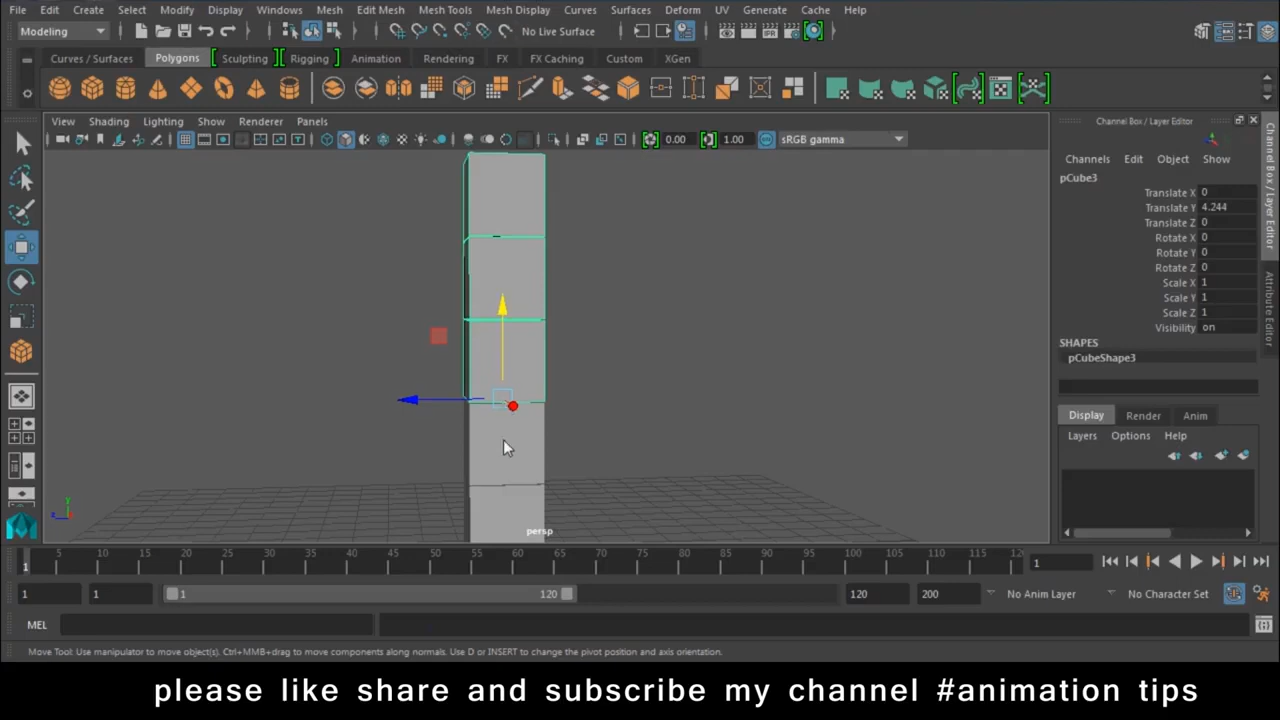 File Edit Create Select Modify Display Windows Mesh Edit Mesh Mesh Tools Mesh Display Curves Surfaces Deform UV Generate Cache Help
Modeling No Live Surface
Curves / Surfaces Polygons Sculpting Rigging Animation Rendering FX FX Caching Custom XGen
View Shading Lighting Show Renderer Panels
0.00 1.00 sRGB gamma
Channel Box / Layer Editor
Channels Edit Object Show
pCube3
Translate X 0
Translate Y 4.244
Translate Z 0
Rotate X 0
Rotate Y 0
Rotate Z 0
Scale X 1
Scale Y 1
Scale Z 1
Visibility on
SHAPES
pCubeShape3
Display Render Anim
Layers Options Help
Channel Box / Layer Editor
Attribute Editor
y
z
persp
1 5 10 15 20 25 30 35 40 45 50 55 60 65 70 75 80 85 90 95 100 105 110 115 12
1
1 1 1 120 120 200 No Anim Layer No Character Set
MEL
Move Tool: Use manipulator to move object(s). Ctrl+MMB+drag to move components along normals. Use D or INSERT to change the pivot position and axis orientation.
please like share and subscribe my channel #animation tips